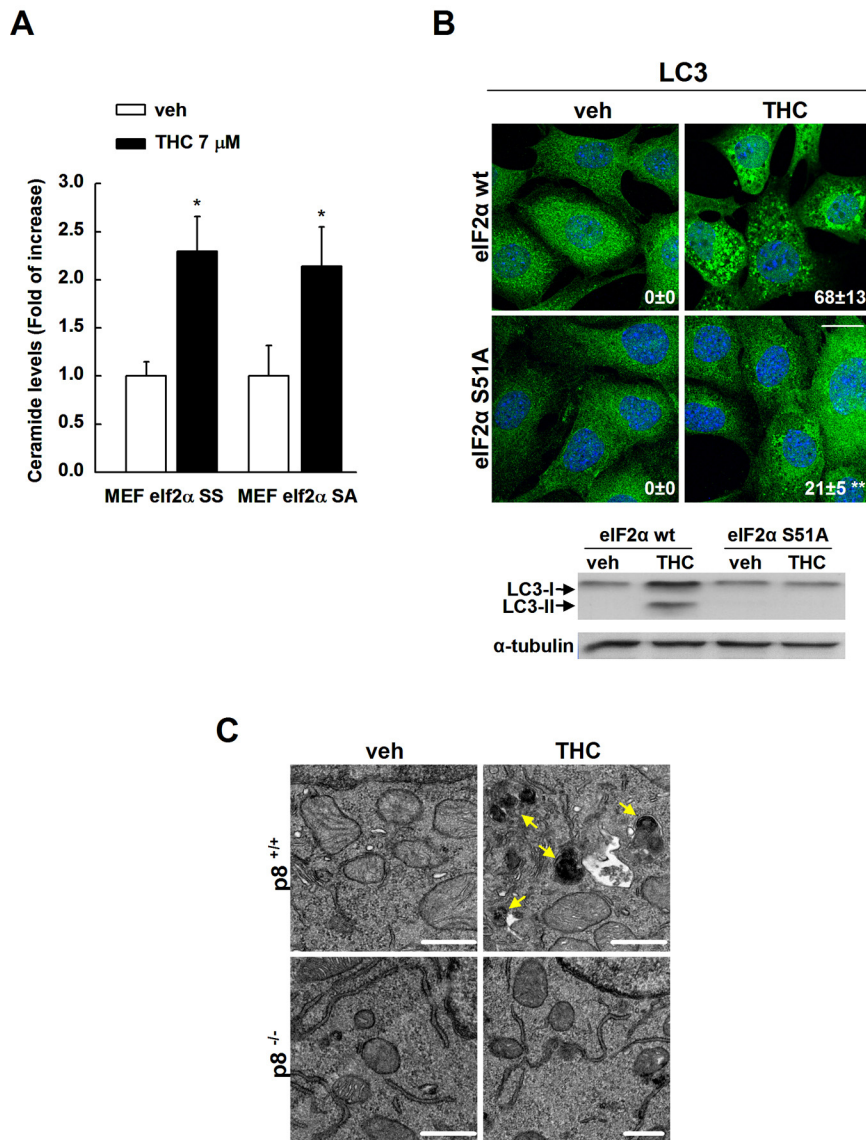 A
veh
THC 7 μM
Ceramide levels (Fold of increase)
3.0
2.5
2.0
1.5
1.0
0.5
0.0
*
*
MEF eIf2α SS
MEF eIf2α SA
B
LC3
veh
THC
eIF2α wt
0±0
68±13
eIF2α S51A
0±0
21±5 **
eIF2α wt
eIF2α S51A
veh
THC
veh
THC
LC3-I
LC3-II
α-tubulin
C
veh
THC
p8 +/+
p8 -/-